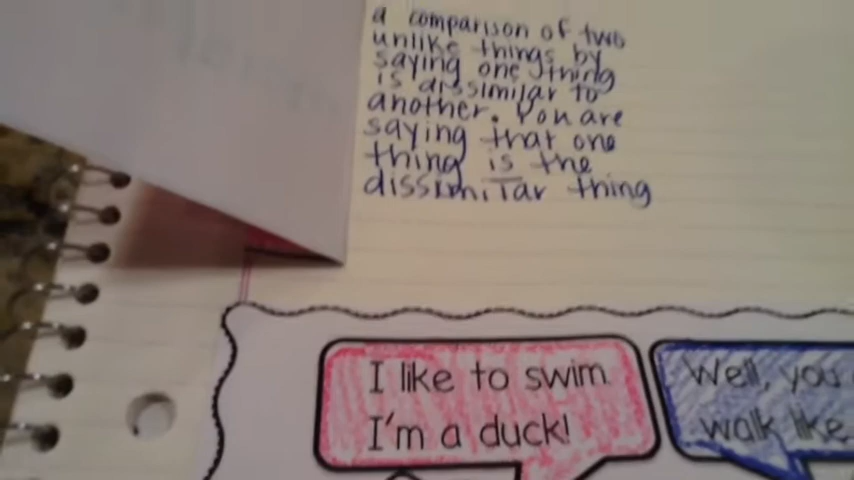 a comparison of two
unlike things by
saying one thing
is dissimilar to
another. You are
saying that one
thing is the
dissimilar thing
I like to swim.
I'm a duck!
Well, you
walk like